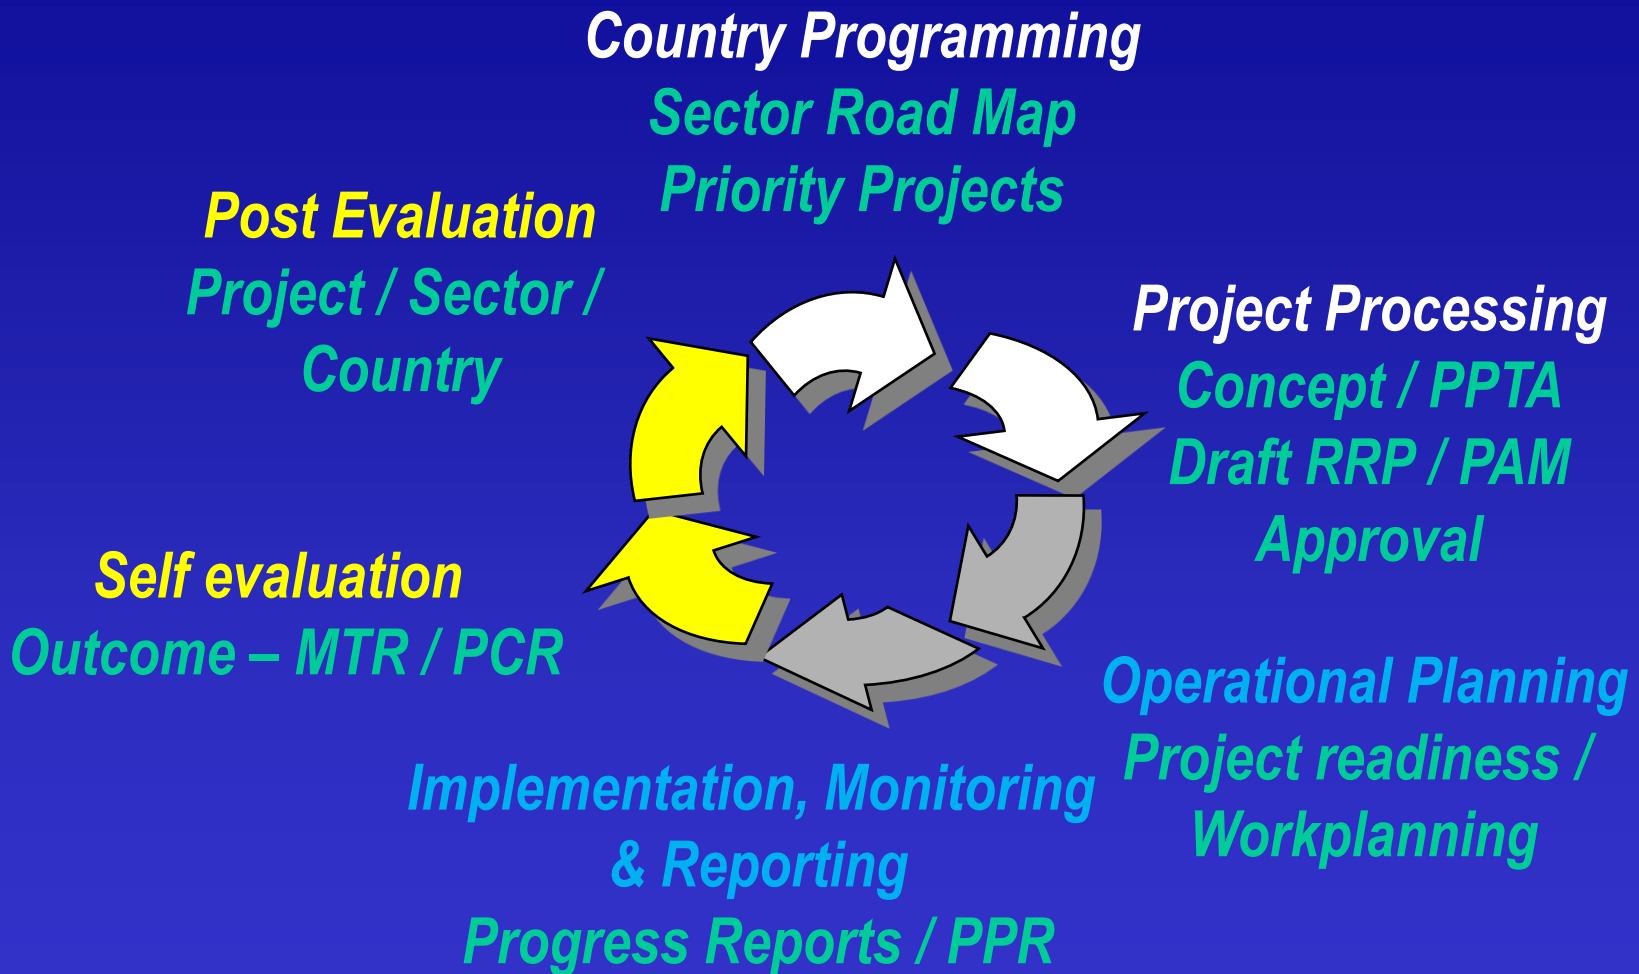 Country Programming
Sector Road Map
Priority Projects
Project Processing
Concept / PPTA
Draft RRP / PAM
Approval
Operational Planning
Project readiness /
Workplanning
Implementation, Monitoring
& Reporting
Progress Reports / PPR
Self evaluation
Outcome – MTR / PCR
Post Evaluation
Project / Sector /
Country